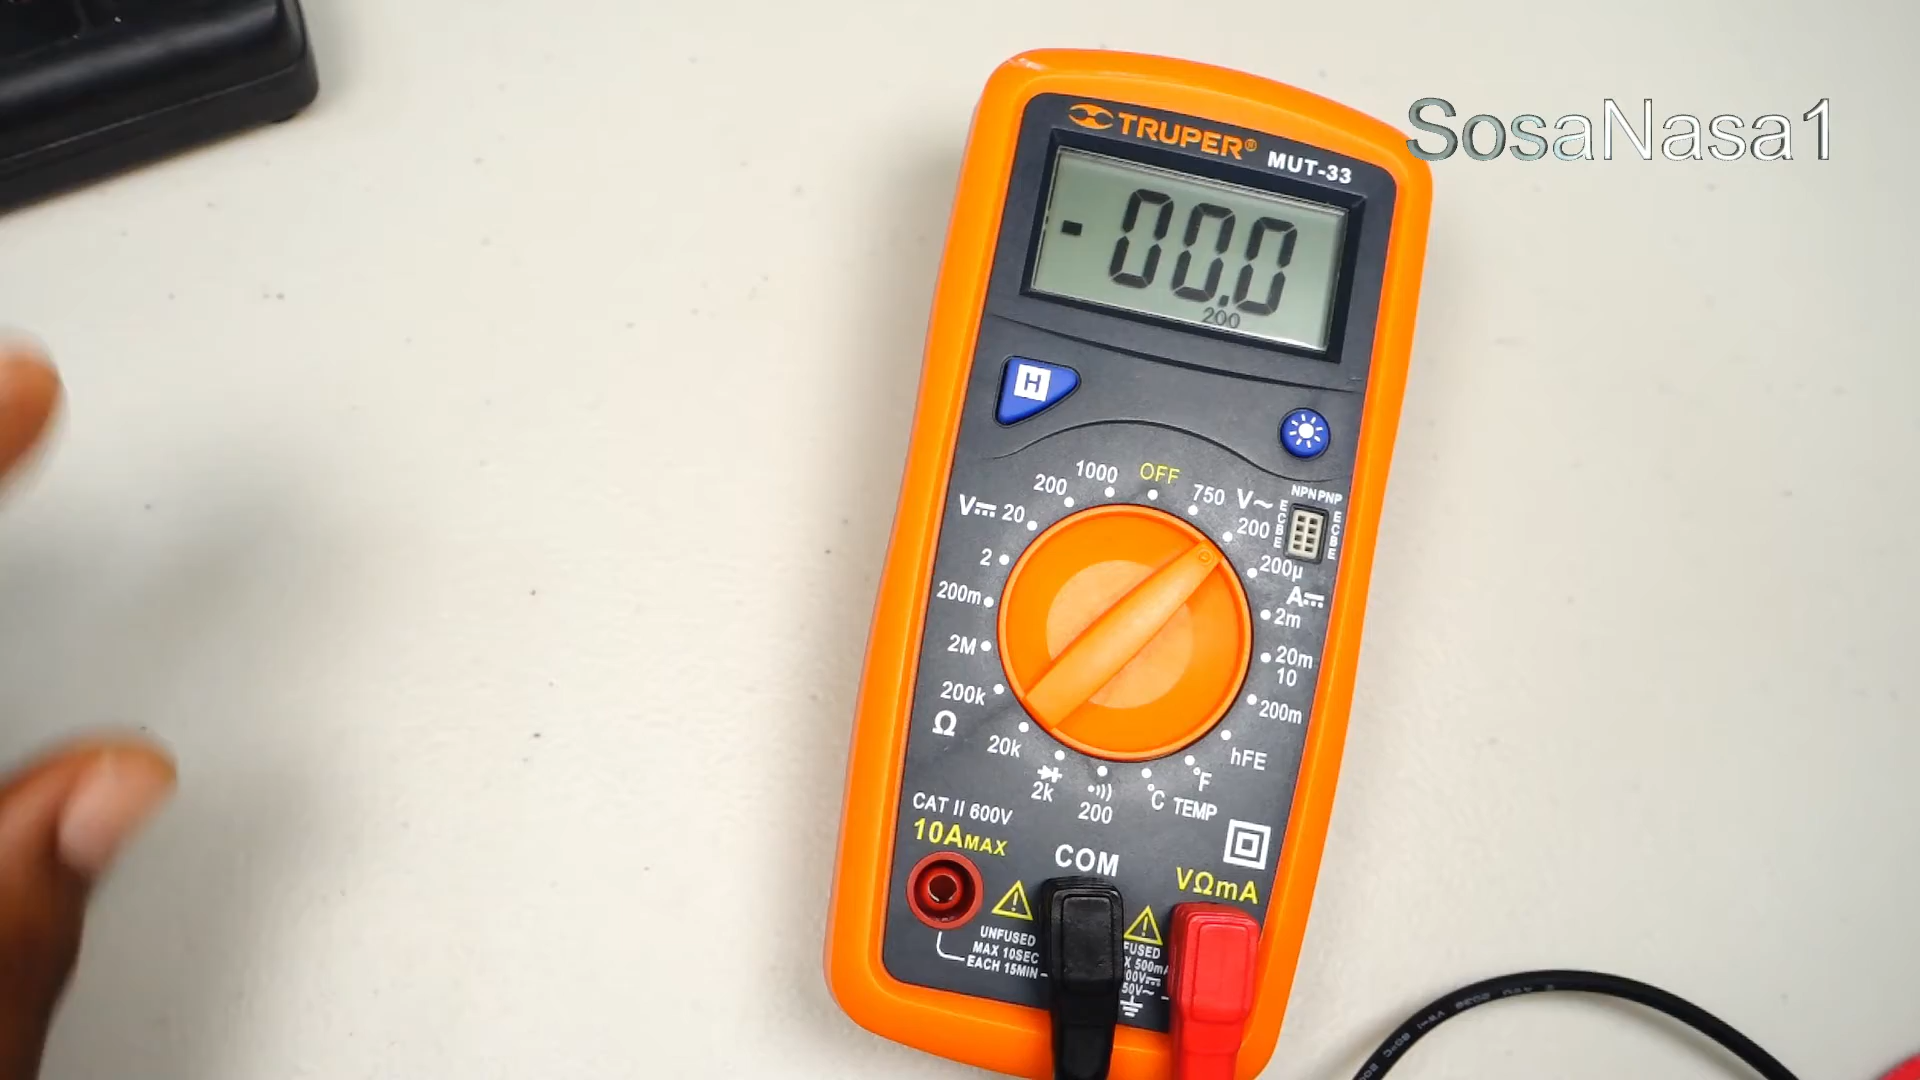 SosaNasa1
TRUPER®
MUT-33
-00.0
200
H
OFF
1000
750
V~
200
200
NPN PNP
E C B E
E C B E
V⎓ 20
200µ
A⎓
2
2m
200m
20m
10
2M
200m
200k
Ω
hFE
20k
°F
2k
°C TEMP
200
CAT II 600V
10AMAX
COM
VΩmA
UNFUSED
MAX 10SEC
EACH 15MIN
FUSED